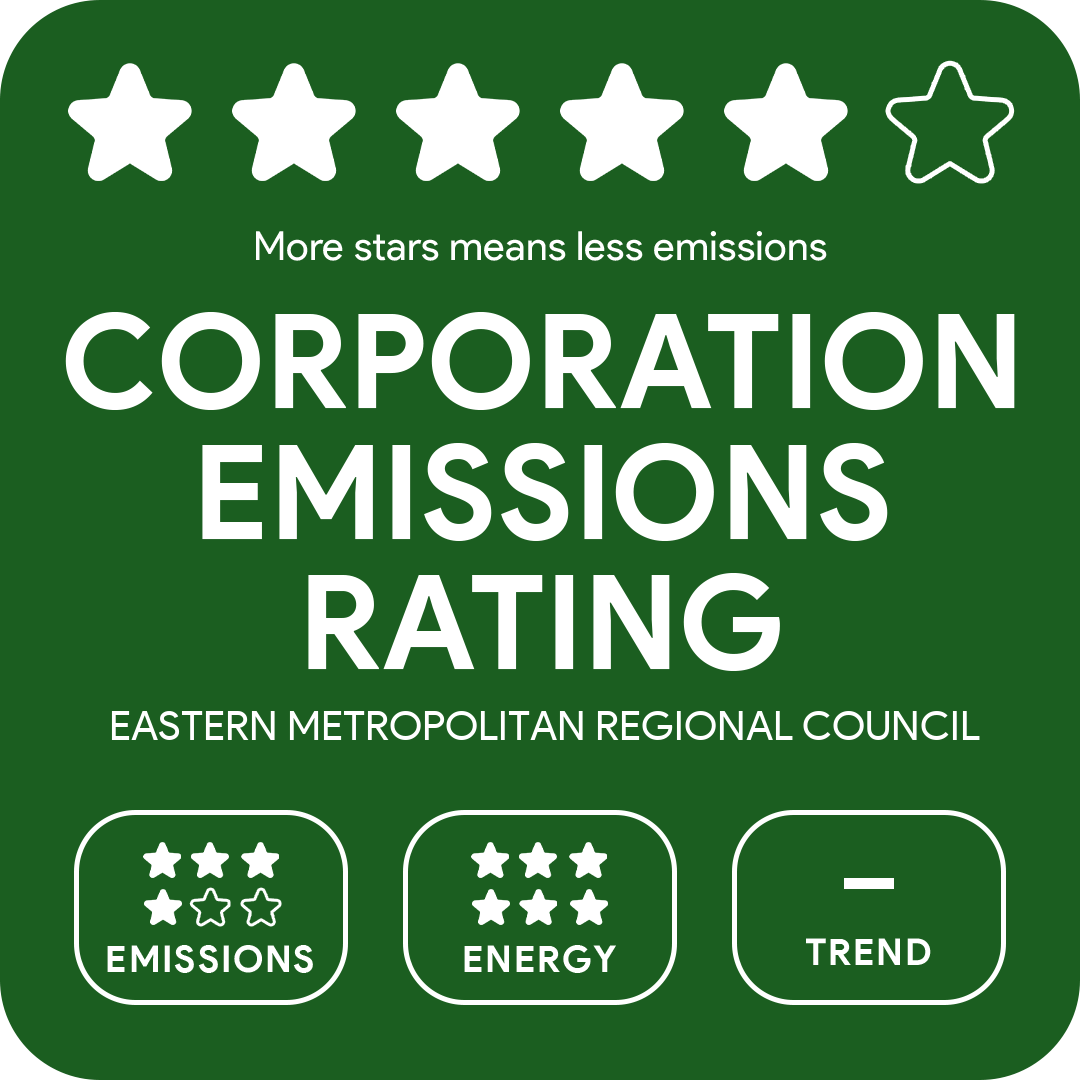 More stars means less emissions
CORPORATION
EMISSIONS
RATING
EASTERN METROPOLITAN REGIONAL COUNCIL
EMISSIONS
ENERGY
TREND